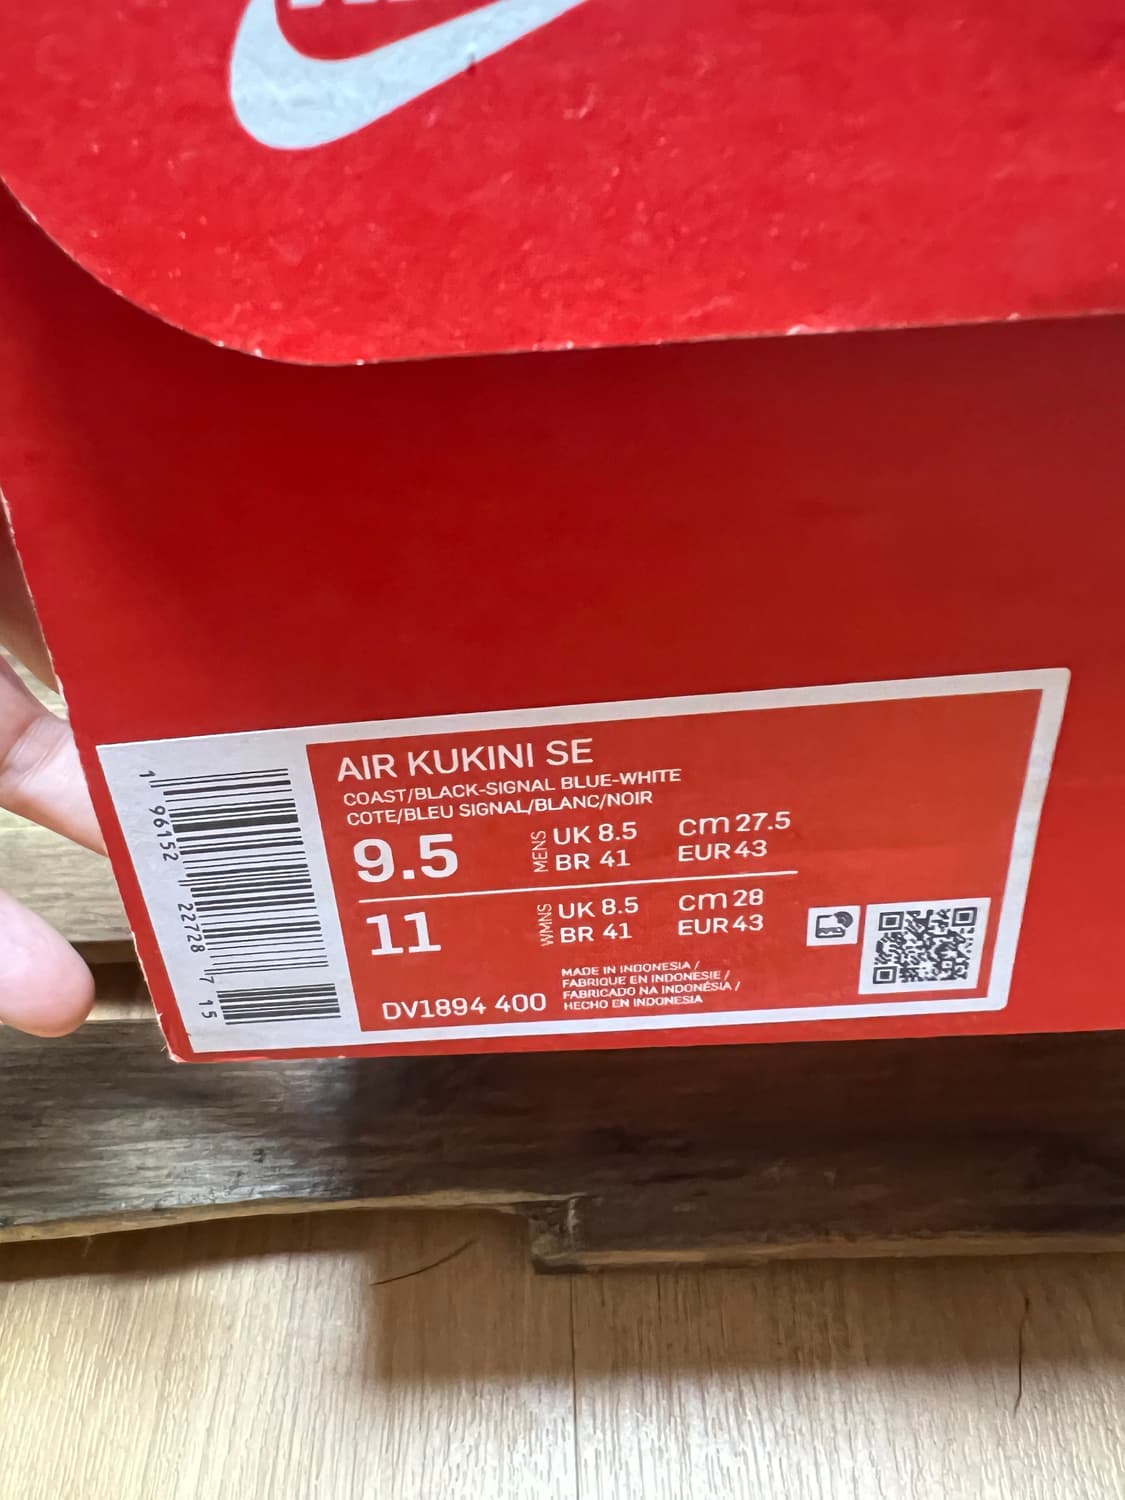 AIR KUKINI SE
COAST/BLACK-SIGNAL BLUE-WHITE
COTE/BLEU SIGNAL/BLANC/NOIR
9.5 MENS UK 8.5 cm 27.5
BR 41 EUR 43
11 WMNS UK 8.5 cm 28
BR 41 EUR 43
MADE IN INDONESIA /
FABRIQUE EN INDONESIE /
FABRICADO NA INDONÉSIA /
DV1894 400 HECHO EN INDONESIA
1 96152 22728 7 15